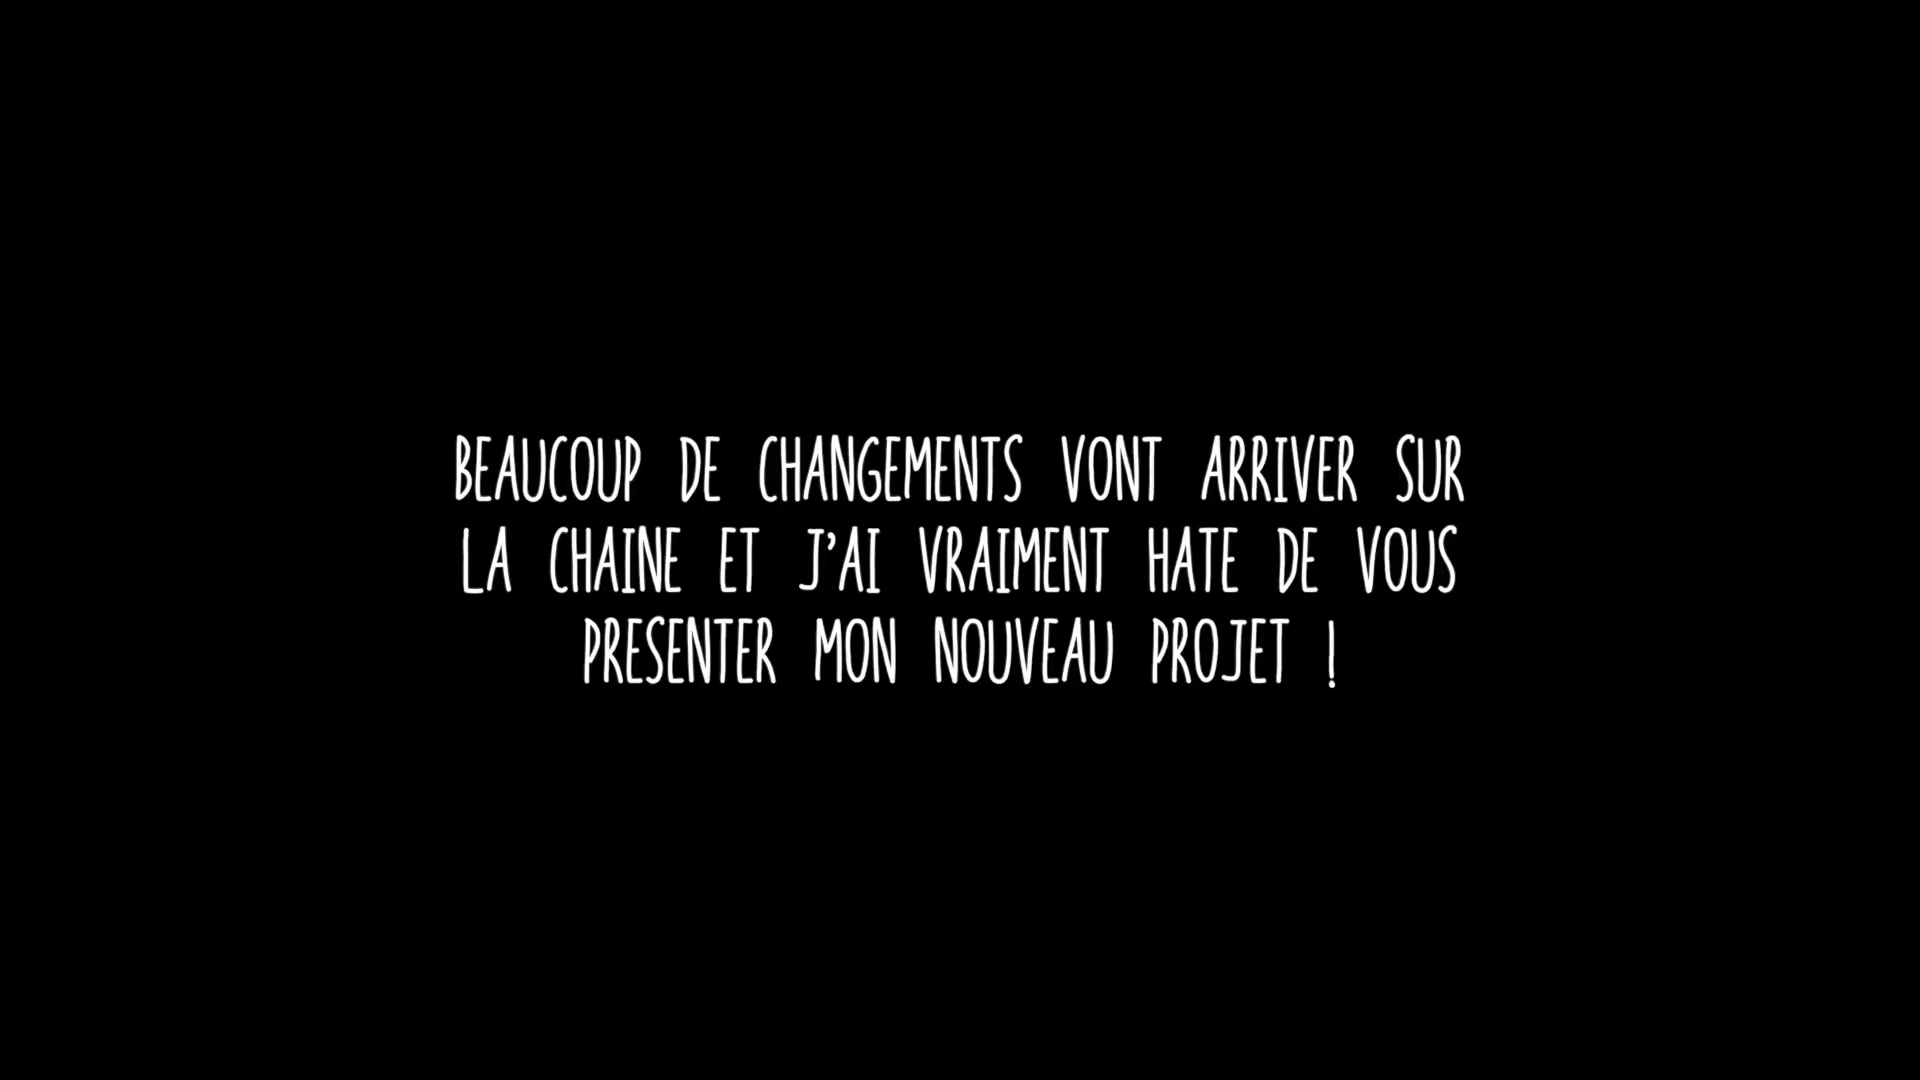 BEAUCOUP DE CHANGEMENTS VONT ARRIVER SUR
LA CHAINE ET J'AI VRAIMENT HATE DE VOUS
PRESENTER MON NOUVEAU PROJET !